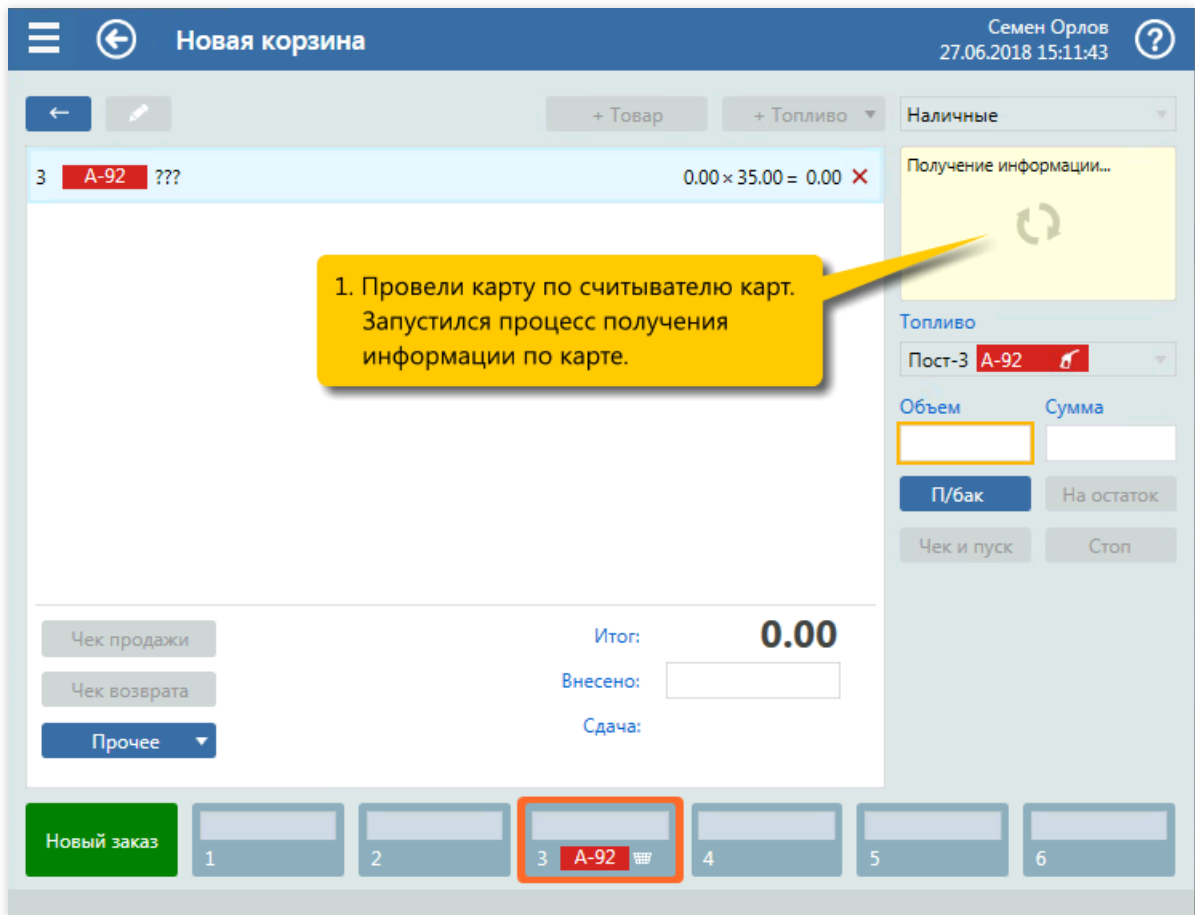 Новая корзина
Семен Орлов
27.06.2018 15:11:43
+ Товар
+ Топливо
Наличные
3 А-92 ???
0.00 × 35.00 = 0.00
Получение информации...
1. Провели карту по считывателю карт.
Запустился процесс получения
информации по карте.
Топливо
Пост-3 А-92
Объем Сумма
П/бак На остаток
Чек и пуск Стоп
Чек продажи
Чек возврата
Прочее
Итог: 0.00
Внесено:
Сдача:
Новый заказ
1
2
3 А-92
4
5
6